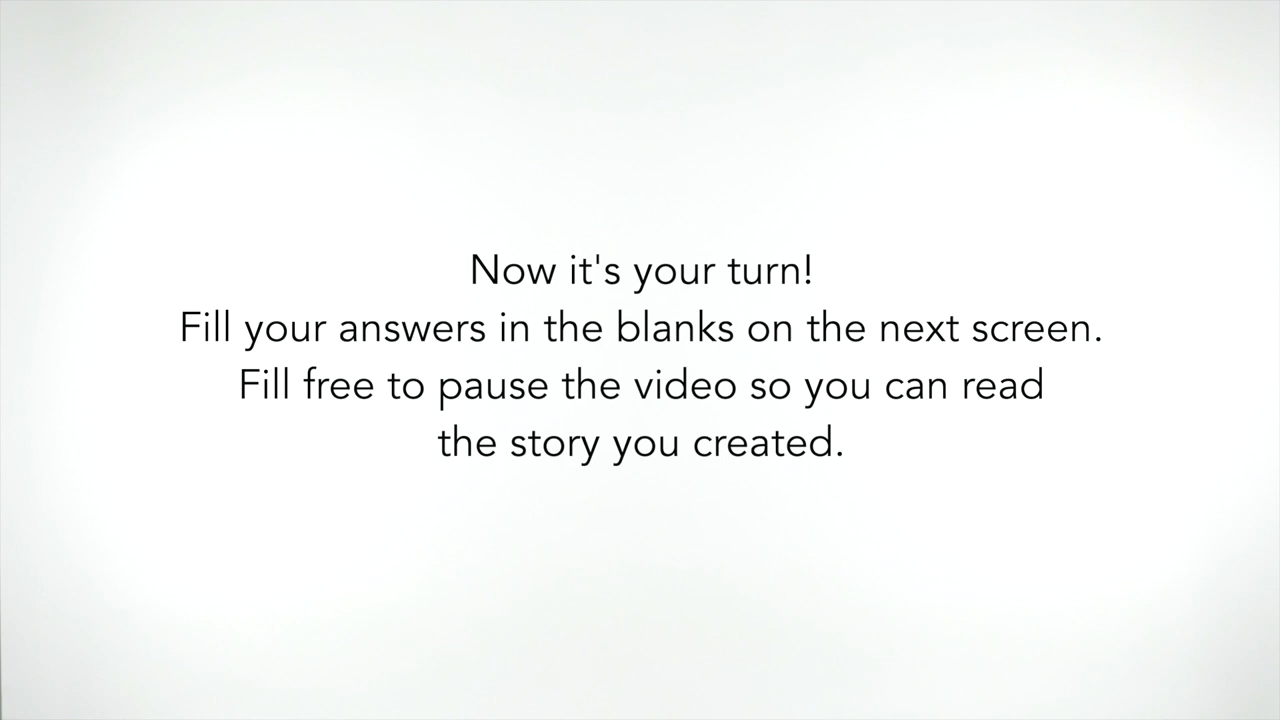 Now it's your turn!
Fill your answers in the blanks on the next screen.
Fill free to pause the video so you can read
the story you created.